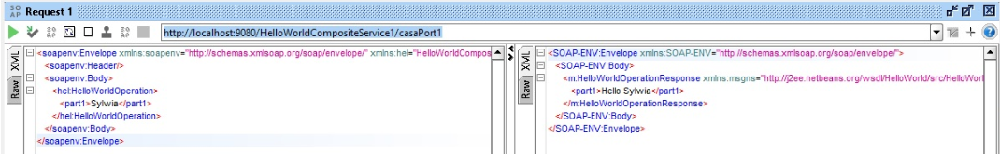 SO
AP
Request 1
SO
AP
http://localhost:9080/HelloWorldCompositeService1/casaPort1
XML
Raw
<soapenv:Envelope xmlns:soapenv="http://schemas.xmlsoap.org/soap/envelope/" xmlns:hel="HelloWorldCompos
<soapenv:Header/>
<soapenv:Body>
<hel:HelloWorldOperation>
<part1>Sylwia</part1>
</hel:HelloWorldOperation>
</soapenv:Body>
</soapenv:Envelope>
XML
Raw
<SOAP-ENV:Envelope xmlns:SOAP-ENV="http://schemas.xmlsoap.org/soap/envelope/">
<SOAP-ENV:Body>
<m:HelloWorldOperationResponse xmlns:msgns="http://j2ee.netbeans.org/wsdl/HelloWorld/src/HelloWorl
<part1>Hello Sylwia</part1>
</m:HelloWorldOperationResponse>
</SOAP-ENV:Body>
</SOAP-ENV:Envelope>